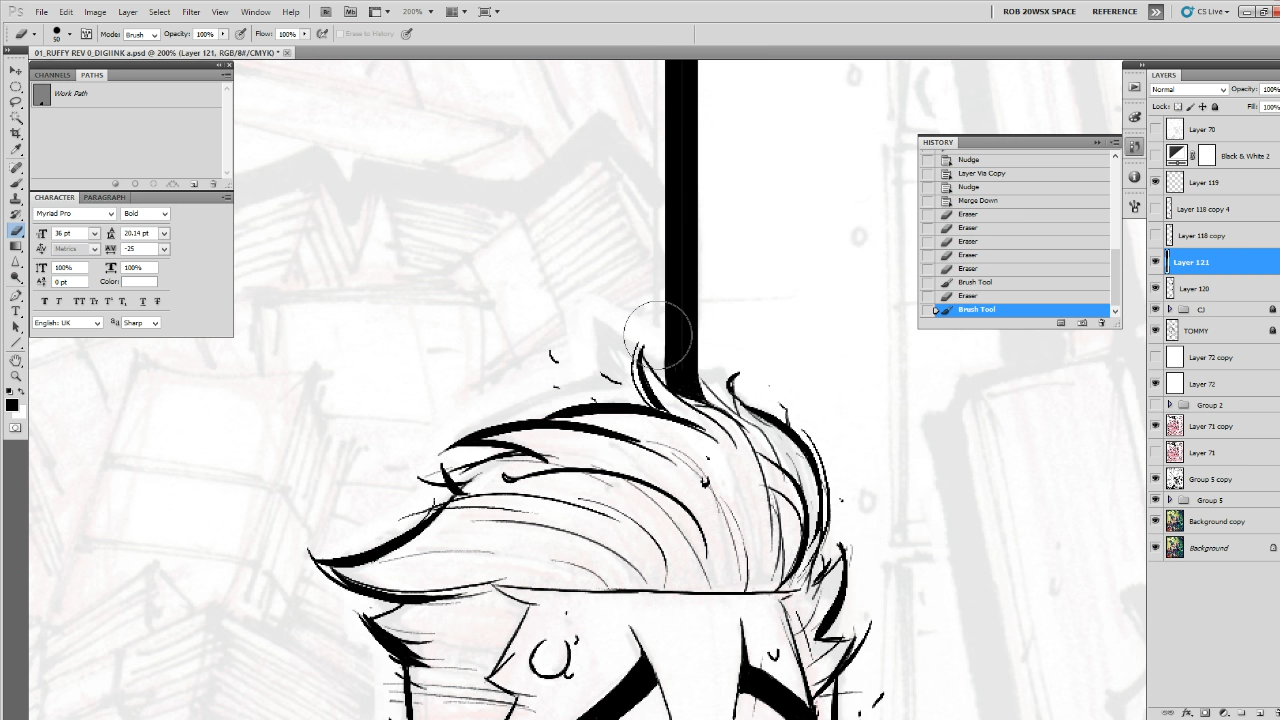 Ps File Edit Image Layer Select Filter View Window Help Br Mb 200% ROB 20WSX SPACE REFERENCE CS Live
50 Mode: Brush Opacity: 100% Flow: 100% Erase to History
01_RUFFY REV 0_DIGIINK a.psd @ 200% (Layer 121, RGB/8#/CMYK) *
CHANNELS PATHS
Work Path
CHARACTER PARAGRAPH
Myriad Pro Bold
36 pt 20,14 pt
Metrics -25
100% 100%
0 pt Color:
English: UK Sharp
HISTORY
Nudge
Layer Via Copy
Nudge
Merge Down
Eraser
Eraser
Eraser
Eraser
Eraser
Brush Tool
Eraser
Brush Tool
LAYERS
Normal Opacity: 100%
Lock: Fill: 100%
Layer 70
Black & White 2
Layer 119
Layer 118 copy 4
Layer 118 copy
Layer 121
Layer 120
CJ
TOMMY
Layer 72 copy
Layer 72
Group 2
Layer 71 copy
Layer 71
Group 5 copy
Group 5
Background copy
Background